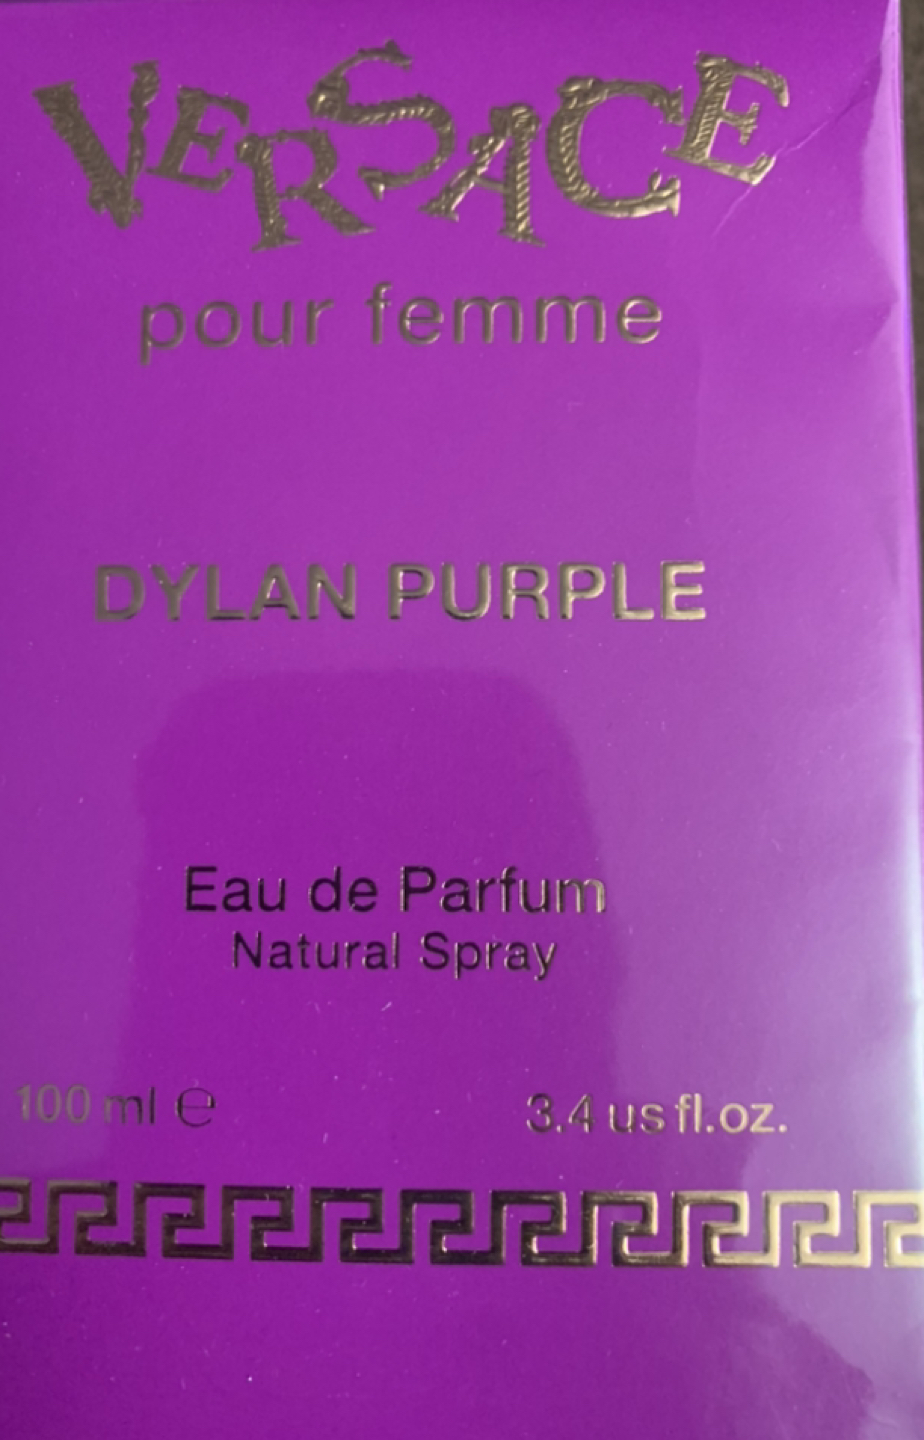 VERSACE
pour femme
DYLAN PURPLE
Eau de Parfum
Natural Spray
100 ml ℮
3.4 us fl.oz.